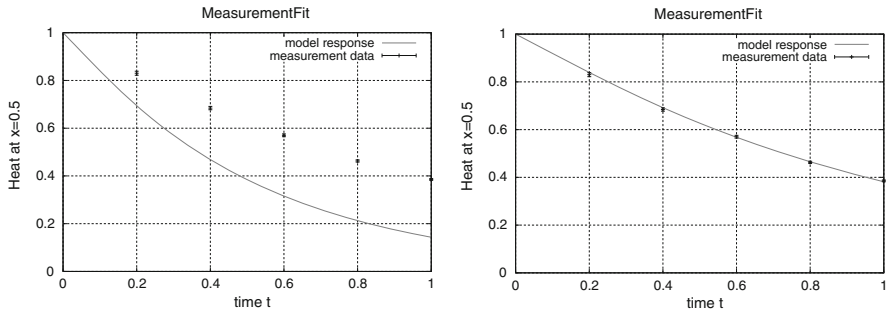 MeasurementFit
1
0.8
0.6
0.4
0.2
0
Heat at x=0.5
model response
measurement data
0 0.2 0.4 0.6 0.8 1
time t
MeasurementFit
1
0.8
0.6
0.4
0.2
0
Heat at x=0.5
model response
measurement data
0 0.2 0.4 0.6 0.8 1
time t